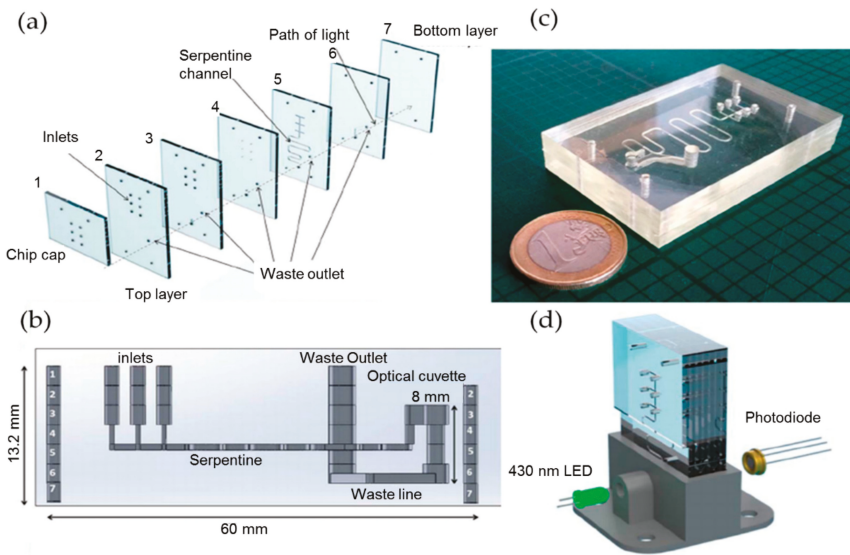 (a)
Path of light
7
Bottom layer
Serpentine
channel
6
5
4
3
Inlets
2
1
Chip cap
Waste outlet
Top layer
(b)
inlets
Waste Outlet
Optical cuvette
8 mm
1
2
3
4
5
6
7
2
3
4
5
6
7
13.2 mm
Serpentine
Waste line
60 mm
(c)
1
(d)
Photodiode
430 nm LED